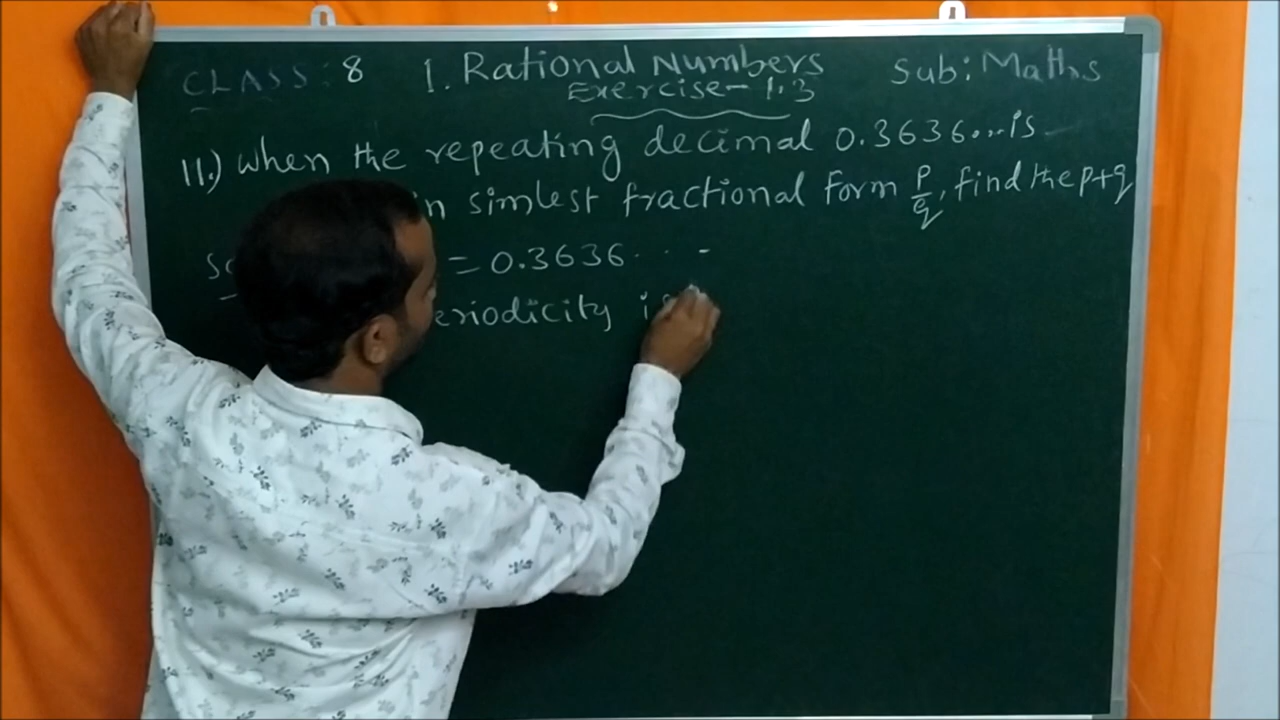 CLASS: 8 1. Rational Numbers Sub: Maths
Exercise- 1.3
11.) When the repeating decimal 0.3636... is
in simlest fractional form p/q, find the p+q
= 0.3636...-
eriodicity is